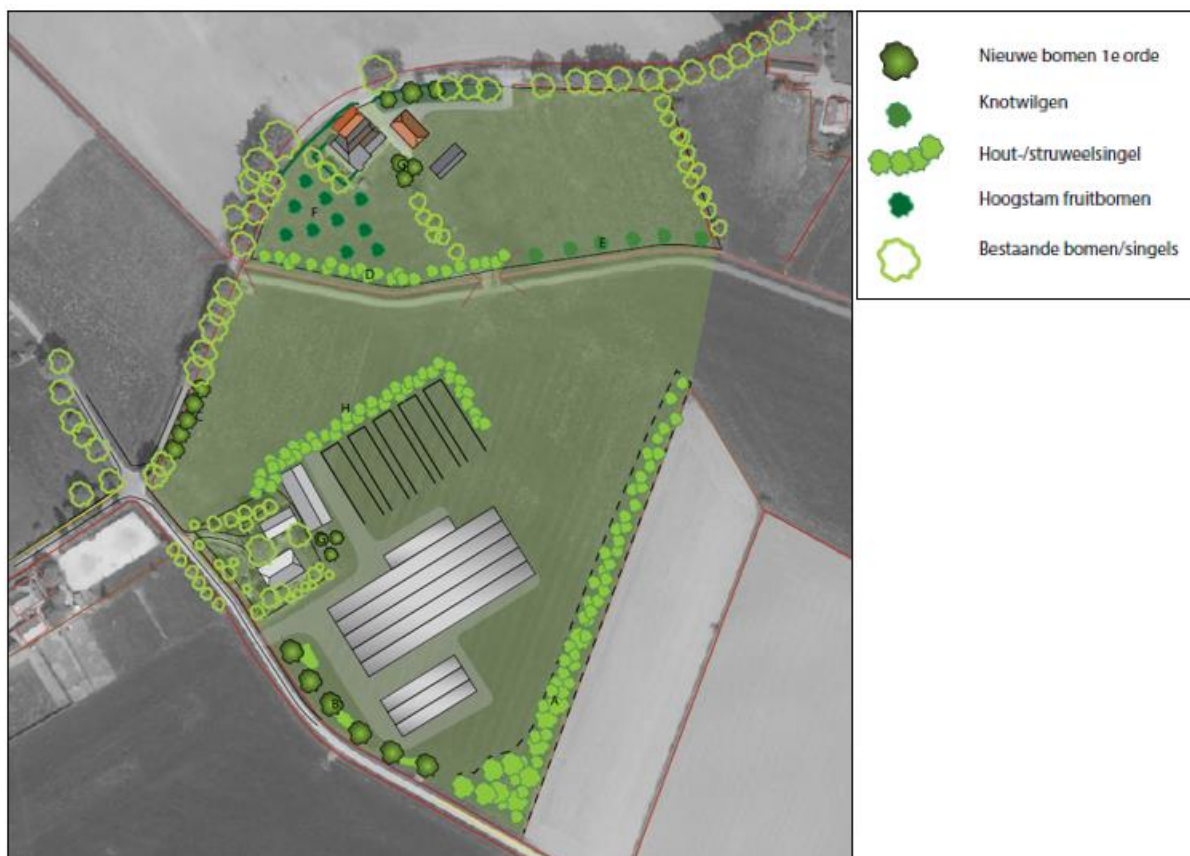 Nieuwe bomen 1e orde
Knotwilgen
Hout-/struweelsingel
Hoogstam fruitbomen
Bestaande bomen/singels
F
E
D
H
G
B
A